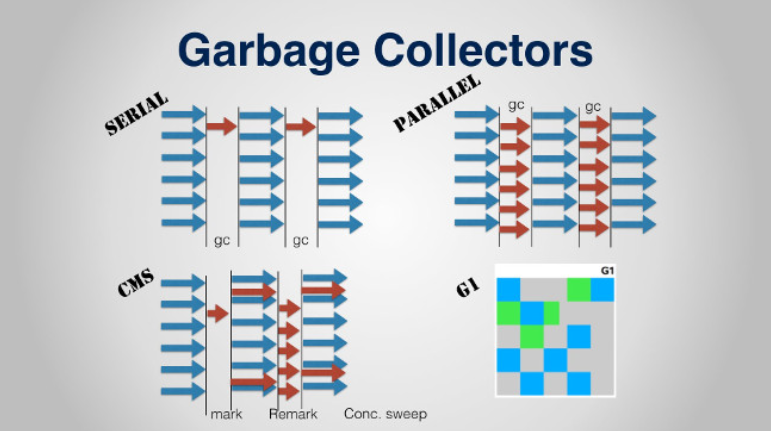 Garbage Collectors
SERIAL
gc
gc
PARALLEL
gc
gc
CMS
mark
Remark
Conc. sweep
G1
G1